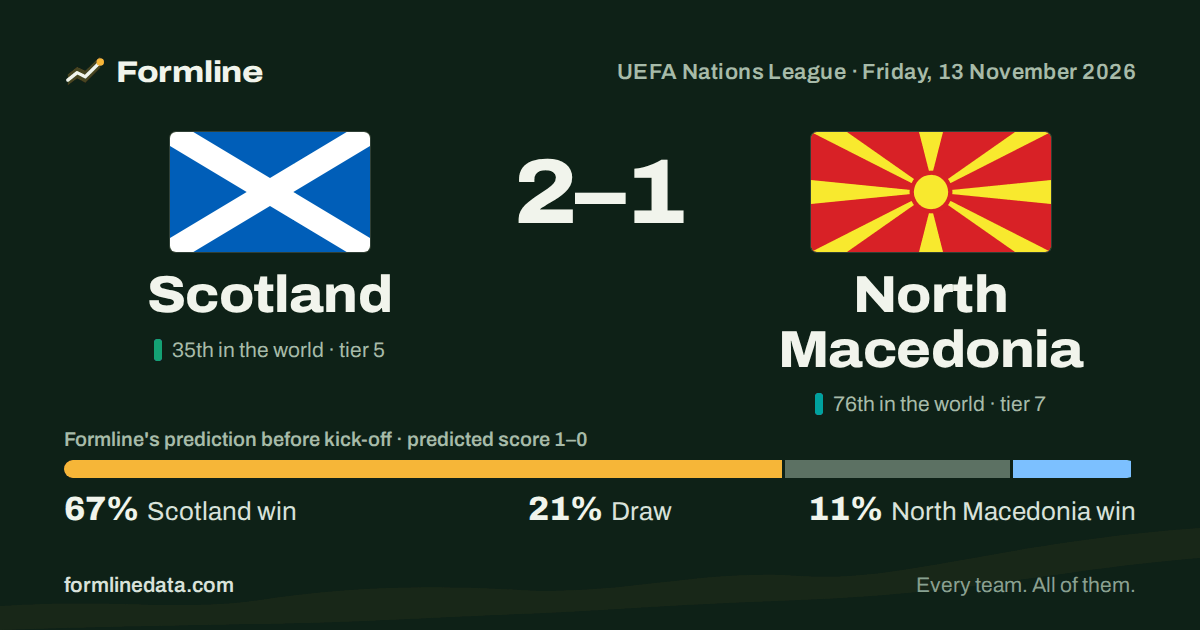 Formline
UEFA Nations League · Friday, 13 November 2026
2–1
Scotland
35th in the world · tier 5
North
Macedonia
76th in the world · tier 7
Formline's prediction before kick-off · predicted score 1–0
67% Scotland win
21% Draw
11% North Macedonia win
formlinedata.com
Every team. All of them.